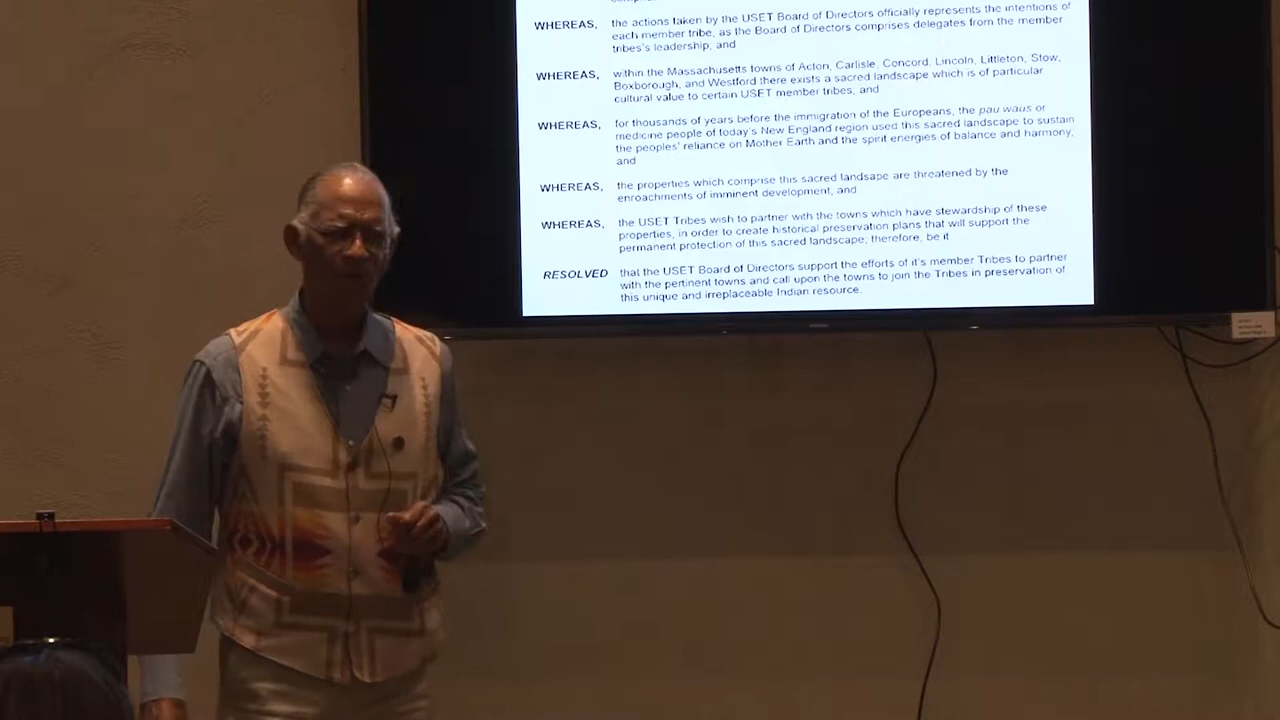 WHEREAS, the actions taken by the USET Board of Directors officially represents the intentions of
each member tribe, as the Board of Directors comprises delegates from the member
tribes's leadership; and
WHEREAS, within the Massachusetts towns of Acton, Carlisle, Concord, Lincoln, Littleton, Stow,
Boxborough, and Westford there exists a sacred landscape which is of particular
cultural value to certain USET member tribes; and
WHEREAS, for thousands of years before the immigration of the Europeans, the pau waus or
medicine people of today's New England region used this sacred landscape to sustain
the peoples' reliance on Mother Earth and the spirit energies of balance and harmony;
and
WHEREAS, the properties which comprise this sacred landsape are threatened by the
enroachments of imminent development; and
WHEREAS, the USET Tribes wish to partner with the towns which have stewardship of these
properties, in order to create historical preservation plans that will support the
permanent protection of this sacred landscape; therefore, be it
RESOLVED that the USET Board of Directors support the efforts of it's member Tribes to partner
with the pertinent towns and call upon the towns to join the Tribes in preservation of
this unique and irreplaceable Indian resource.